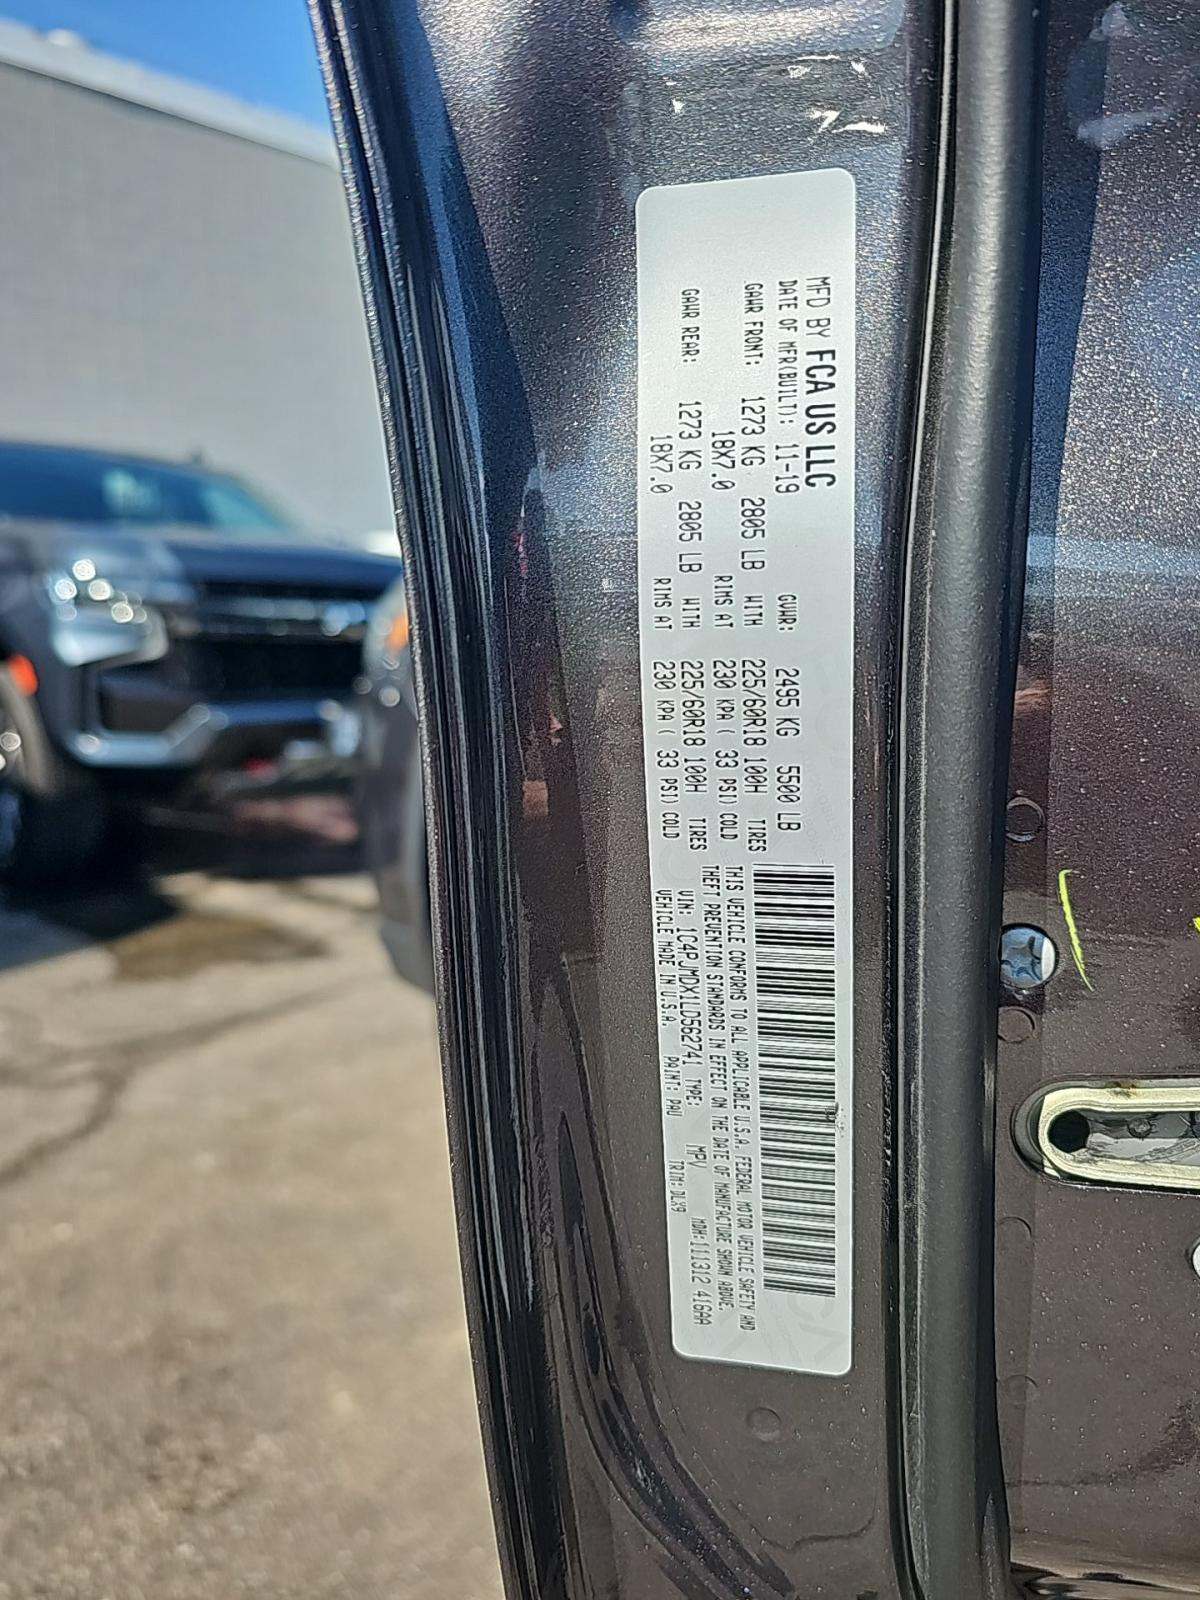 MFD BY FCA US LLC
DATE OF MFR(BUILT): 11-19 GVWR: 2495 KG 5500 LB
GAWR FRONT: 1273 KG 2805 LB WITH 225/60R18 100H TIRES
18X7.0 RIMS AT 230 KPA( 33 PSI) COLD
GAWR REAR: 1273 KG 2805 LB WITH 225/60R18 100H TIRES
18X7.0 RIMS AT 230 KPA( 33 PSI) COLD
THIS VEHICLE CONFORMS TO ALL APPLICABLE U.S.A. FEDERAL MOTOR VEHICLE SAFETY AND
THEFT PREVENTION STANDARDS IN EFFECT ON THE DATE OF MANUFACTURE SHOWN ABOVE.
VIN: 1C4PJMDX1LD562741 TYPE: MPV MDH: 111312 416AA
VEHICLE MADE IN U.S.A. PAINT: PAU TRIM: DLX9